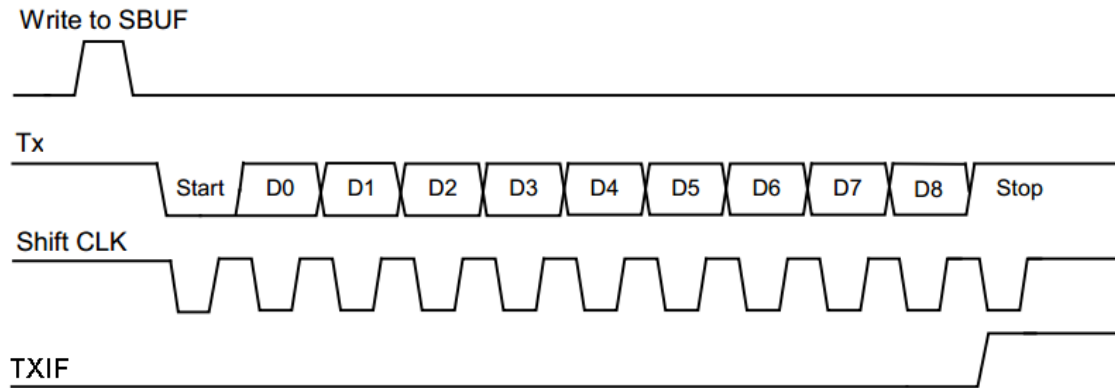 Write to SBUF
Tx
Start D0 D1 D2 D3 D4 D5 D6 D7 D8 Stop
Shift CLK
TXIF